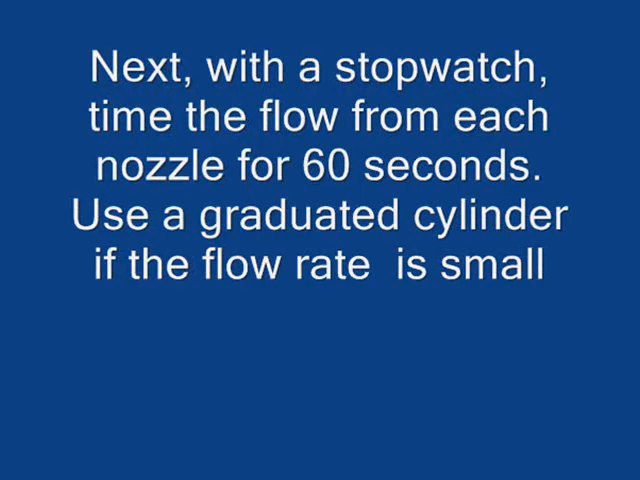 Next, with a stopwatch,
time the flow from each
nozzle for 60 seconds.
Use a graduated cylinder
if the flow rate  is small